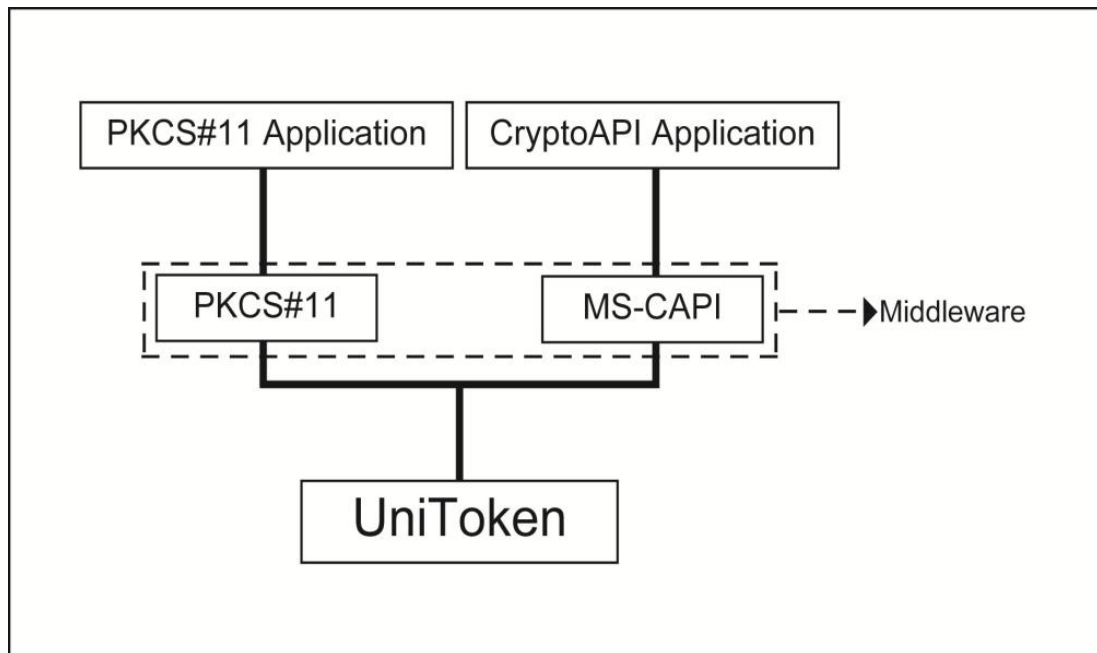 PKCS#11 Application
CryptoAPI Application
PKCS#11
MS-CAPI
Middleware
UniToken